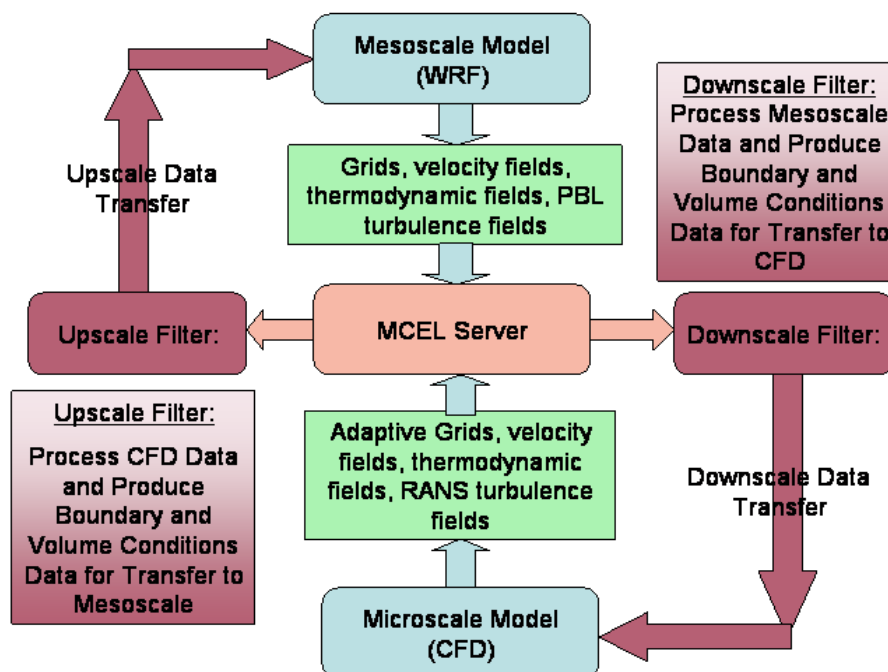 Mesoscale Model
(WRF)
Downscale Filter:
Process Mesoscale
Data and Produce
Boundary and
Volume Conditions
Data for Transfer to
CFD
Upscale Data
Transfer
Grids, velocity fields,
thermodynamic fields, PBL
turbulence fields
Upscale Filter:
MCEL Server
Downscale Filter:
Upscale Filter:
Process CFD Data
and Produce
Boundary and
Volume Conditions
Data for Transfer to
Mesoscale
Adaptive Grids, velocity
fields, thermodynamic
fields, RANS turbulence
fields
Downscale Data
Transfer
Microscale Model
(CFD)